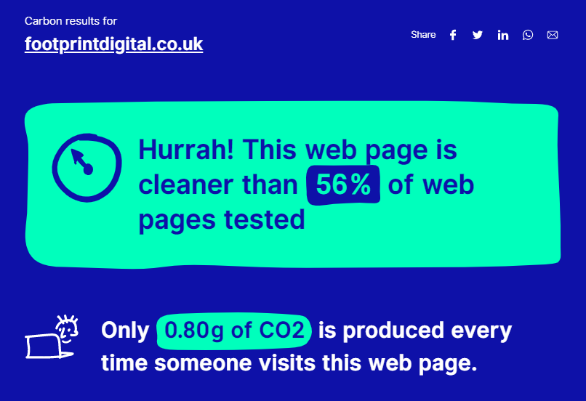 Carbon results for
footprintdigital.co.uk
Share
Hurrah! This web page is
cleaner than 56% of web
pages tested
Only 0.80g of CO2 is produced every
time someone visits this web page.